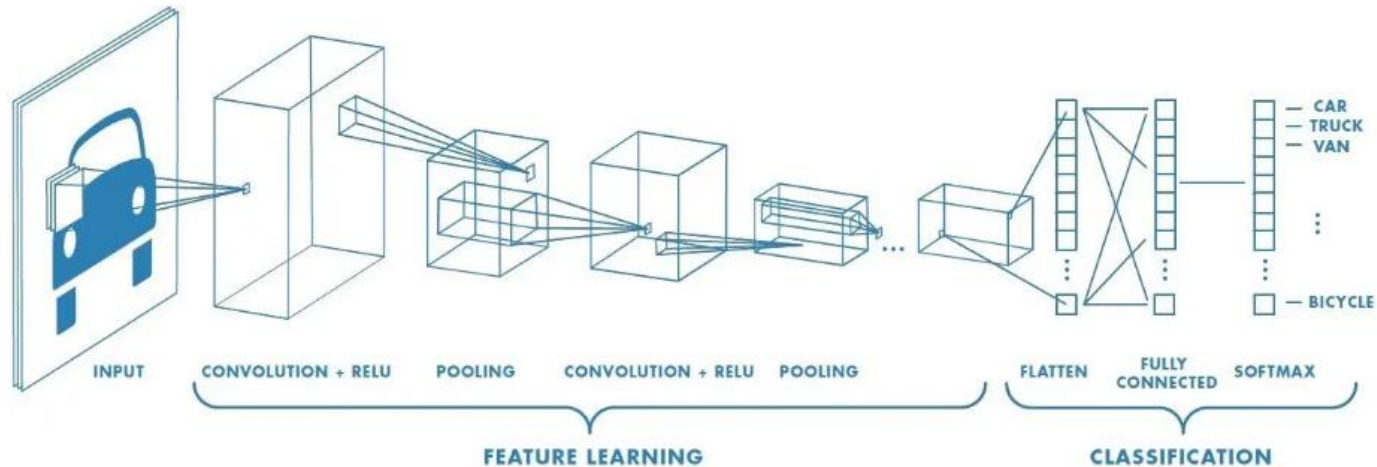 CAR
TRUCK
VAN
BICYCLE
INPUT
CONVOLUTION + RELU
POOLING
CONVOLUTION + RELU
POOLING
FLATTEN
FULLY
CONNECTED
SOFTMAX
FEATURE LEARNING
CLASSIFICATION